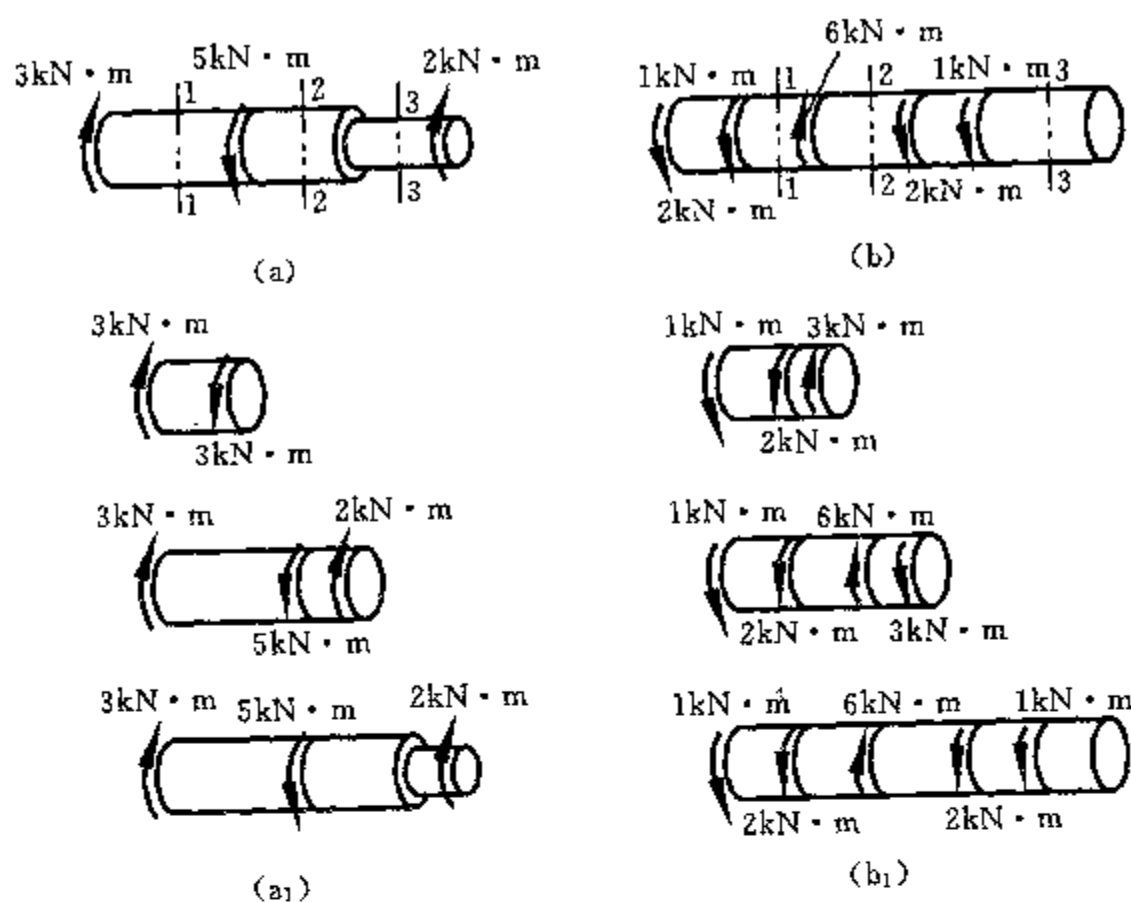 3kN · m 5kN · m 2kN · m
1 2 3
1 2 3
(a)
6kN · m
1kN · m 1 2 1kN · m 3
1 2 3
2kN · m 2kN · m
(b)
3kN · m
3kN · m
3kN · m 2kN · m
5kN · m
3kN · m 5kN · m 2kN · m
(a₁)
1kN · m 3kN · m
2kN · m
1kN · m 6kN · m
2kN · m 3kN · m
1kN · m 6kN · m 1kN · m
2kN · m 2kN · m
(b₁)